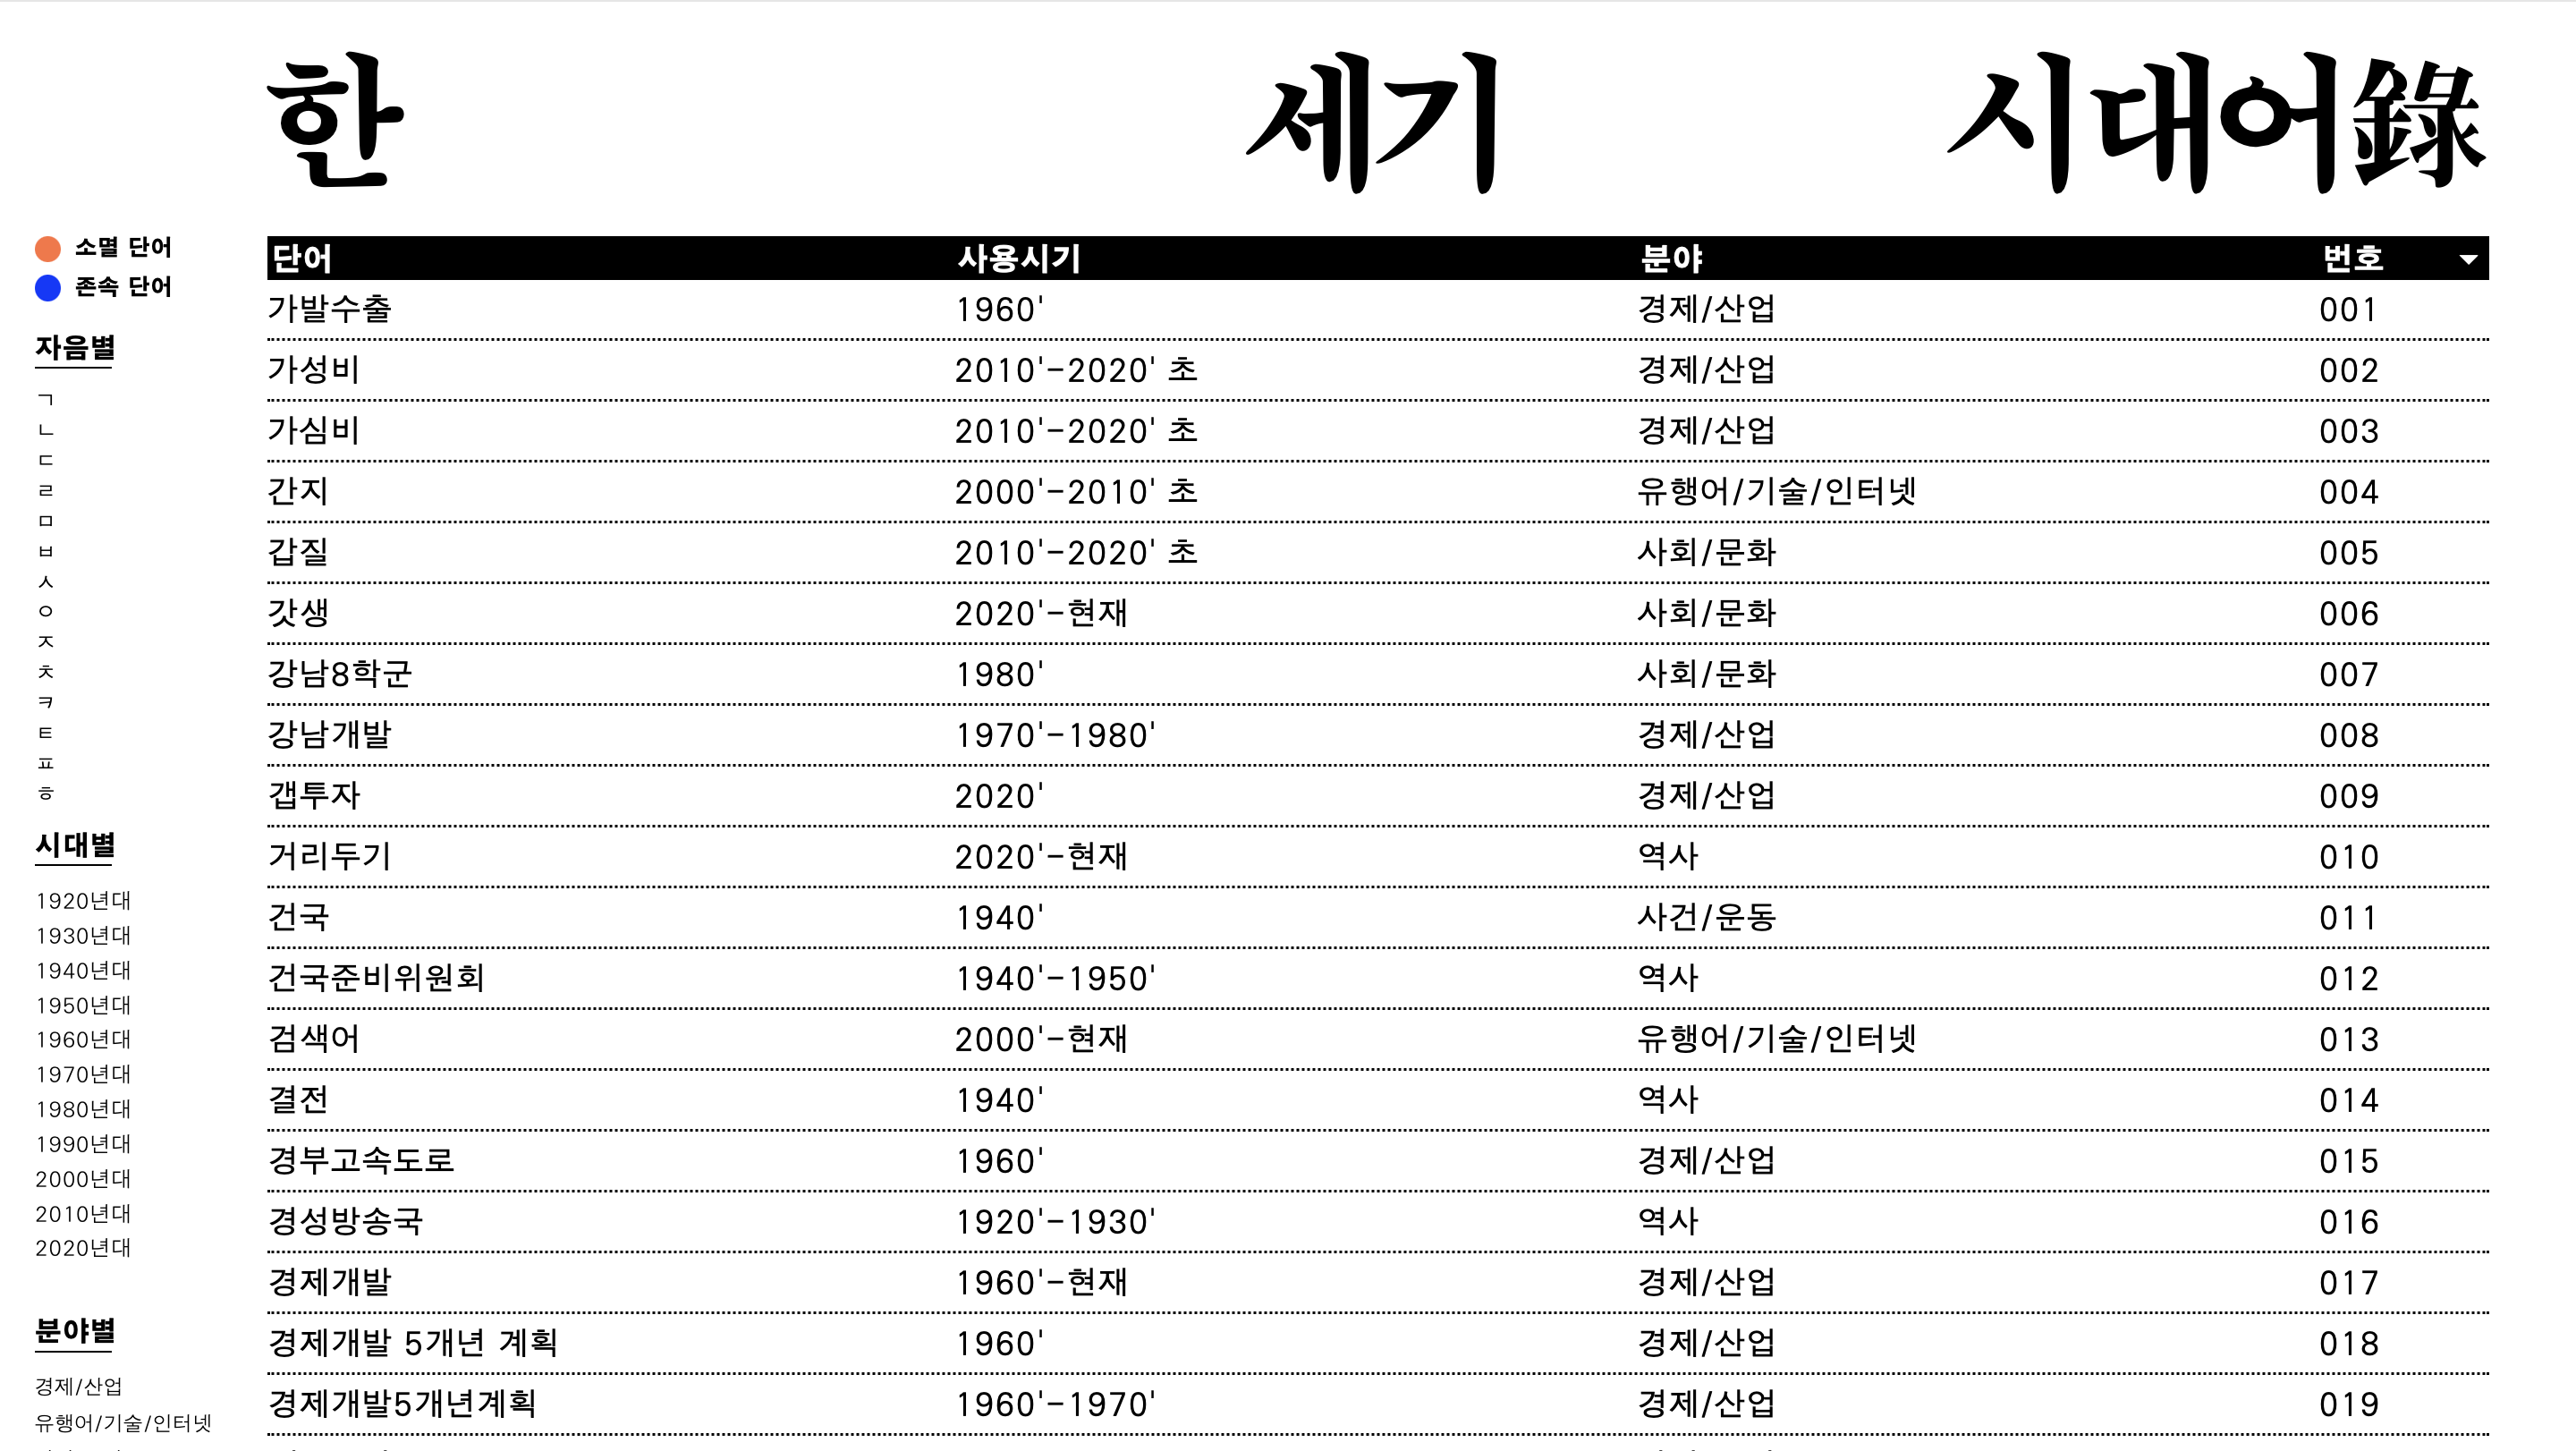 한 세기 시대어錄
소멸 단어
존속 단어
자음별
ㄱ
ㄴ
ㄷ
ㄹ
ㅁ
ㅂ
ㅅ
ㅇ
ㅈ
ㅊ
ㅋ
ㅌ
ㅍ
ㅎ
시대별
1920년대
1930년대
1940년대
1950년대
1960년대
1970년대
1980년대
1990년대
2000년대
2010년대
2020년대
분야별
경제/산업
유행어/기술/인터넷
단어 사용시기 분야 번호
가발수출 1960' 경제/산업 001
가성비 2010'-2020' 초 경제/산업 002
가심비 2010'-2020' 초 경제/산업 003
간지 2000'-2010' 초 유행어/기술/인터넷 004
갑질 2010'-2020' 초 사회/문화 005
갓생 2020'-현재 사회/문화 006
강남8학군 1980' 사회/문화 007
강남개발 1970'-1980' 경제/산업 008
갭투자 2020' 경제/산업 009
거리두기 2020'-현재 역사 010
건국 1940' 사건/운동 011
건국준비위원회 1940'-1950' 역사 012
검색어 2000'-현재 유행어/기술/인터넷 013
결전 1940' 역사 014
경부고속도로 1960' 경제/산업 015
경성방송국 1920'-1930' 역사 016
경제개발 1960'-현재 경제/산업 017
경제개발 5개년 계획 1960' 경제/산업 018
경제개발5개년계획 1960'-1970' 경제/산업 019